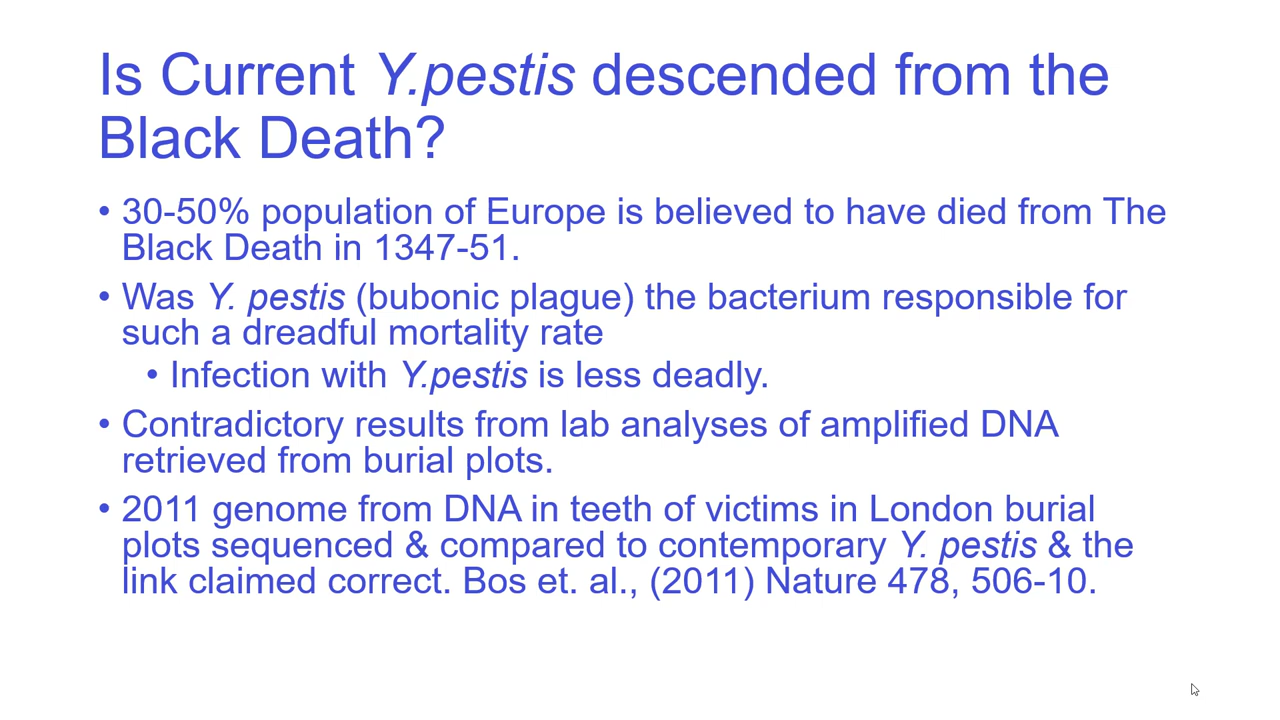 Is Current Y.pestis descended from the
Black Death?
• 30-50% population of Europe is believed to have died from The
Black Death in 1347-51.
• Was Y. pestis (bubonic plague) the bacterium responsible for
such a dreadful mortality rate
• Infection with Y.pestis is less deadly.
• Contradictory results from lab analyses of amplified DNA
retrieved from burial plots.
• 2011 genome from DNA in teeth of victims in London burial
plots sequenced & compared to contemporary Y. pestis & the
link claimed correct. Bos et. al., (2011) Nature 478, 506-10.